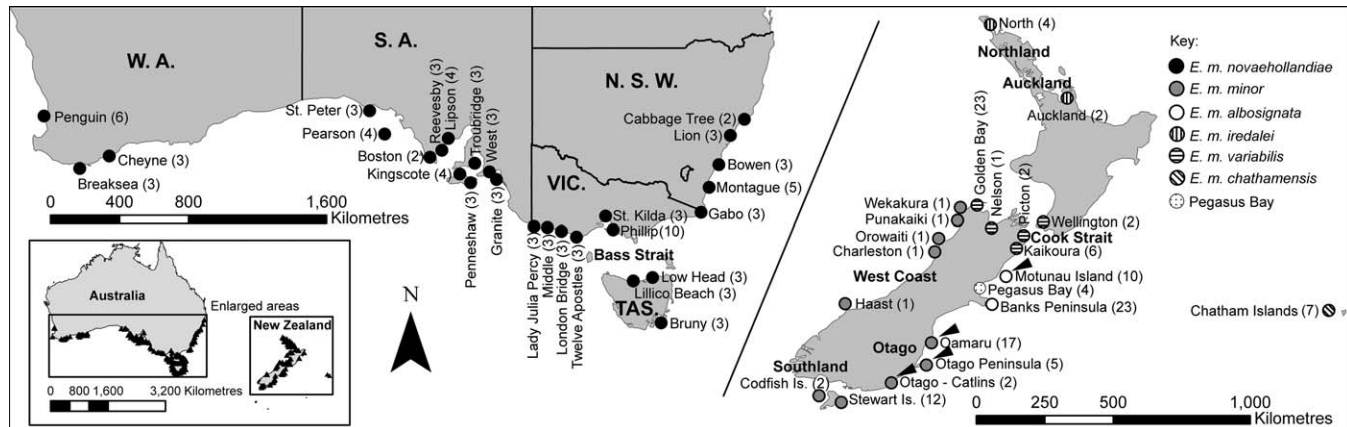 W. A.
S. A.
N. S. W.
VIC.
TAS.
Bass Strait
Penguin (6)
Cheyne (3)
Breaksea (3)
St. Peter (3)
Pearson (4)
Boston (2)
Reevesby (3)
Lipson (4)
Troubridge (3)
West (3)
Kingscote (4)
Penneshaw (3)
Granite (3)
Lady Julia Percy (3)
Middle (3)
London Bridge (3)
Twelve Apostles (3)
St. Kilda (3)
Phillip(10)
Cabbage Tree (2)
Lion (3)
Bowen (3)
Montague (5)
Gabo (3)
Low Head (3)
Lillico Beach (3)
Bruny (3)
0 400 800 1,600
Kilometres
Australia
Enlarged areas
New Zealand
0 800 1,600 3,200 Kilometres
N
North (4)
Northland
Auckland
Auckland (2)
Golden Bay (23)
Nelson (1)
Picton (2)
Wekakura (1)
Punakaiki (1)
Orowaiti (1)
Charleston (1)
Wellington (2)
Cook Strait
Kaikoura (6)
West Coast
Motunau Island (10)
Pegasus Bay (4)
Banks Peninsula (23)
Haast (1)
Chatham Islands (7)
Otago
amaru (17)
Otago Peninsula (5)
Southland
Otago - Catlins (2)
Codfish Is. (2)
Stewart Is. (12)
0 250 500 1,000
Kilometres
Key:
E. m. novaehollandiae
E. m. minor
E. m. albosignata
E. m. iredalei
E. m. variabilis
E. m. chathamensis
Pegasus Bay